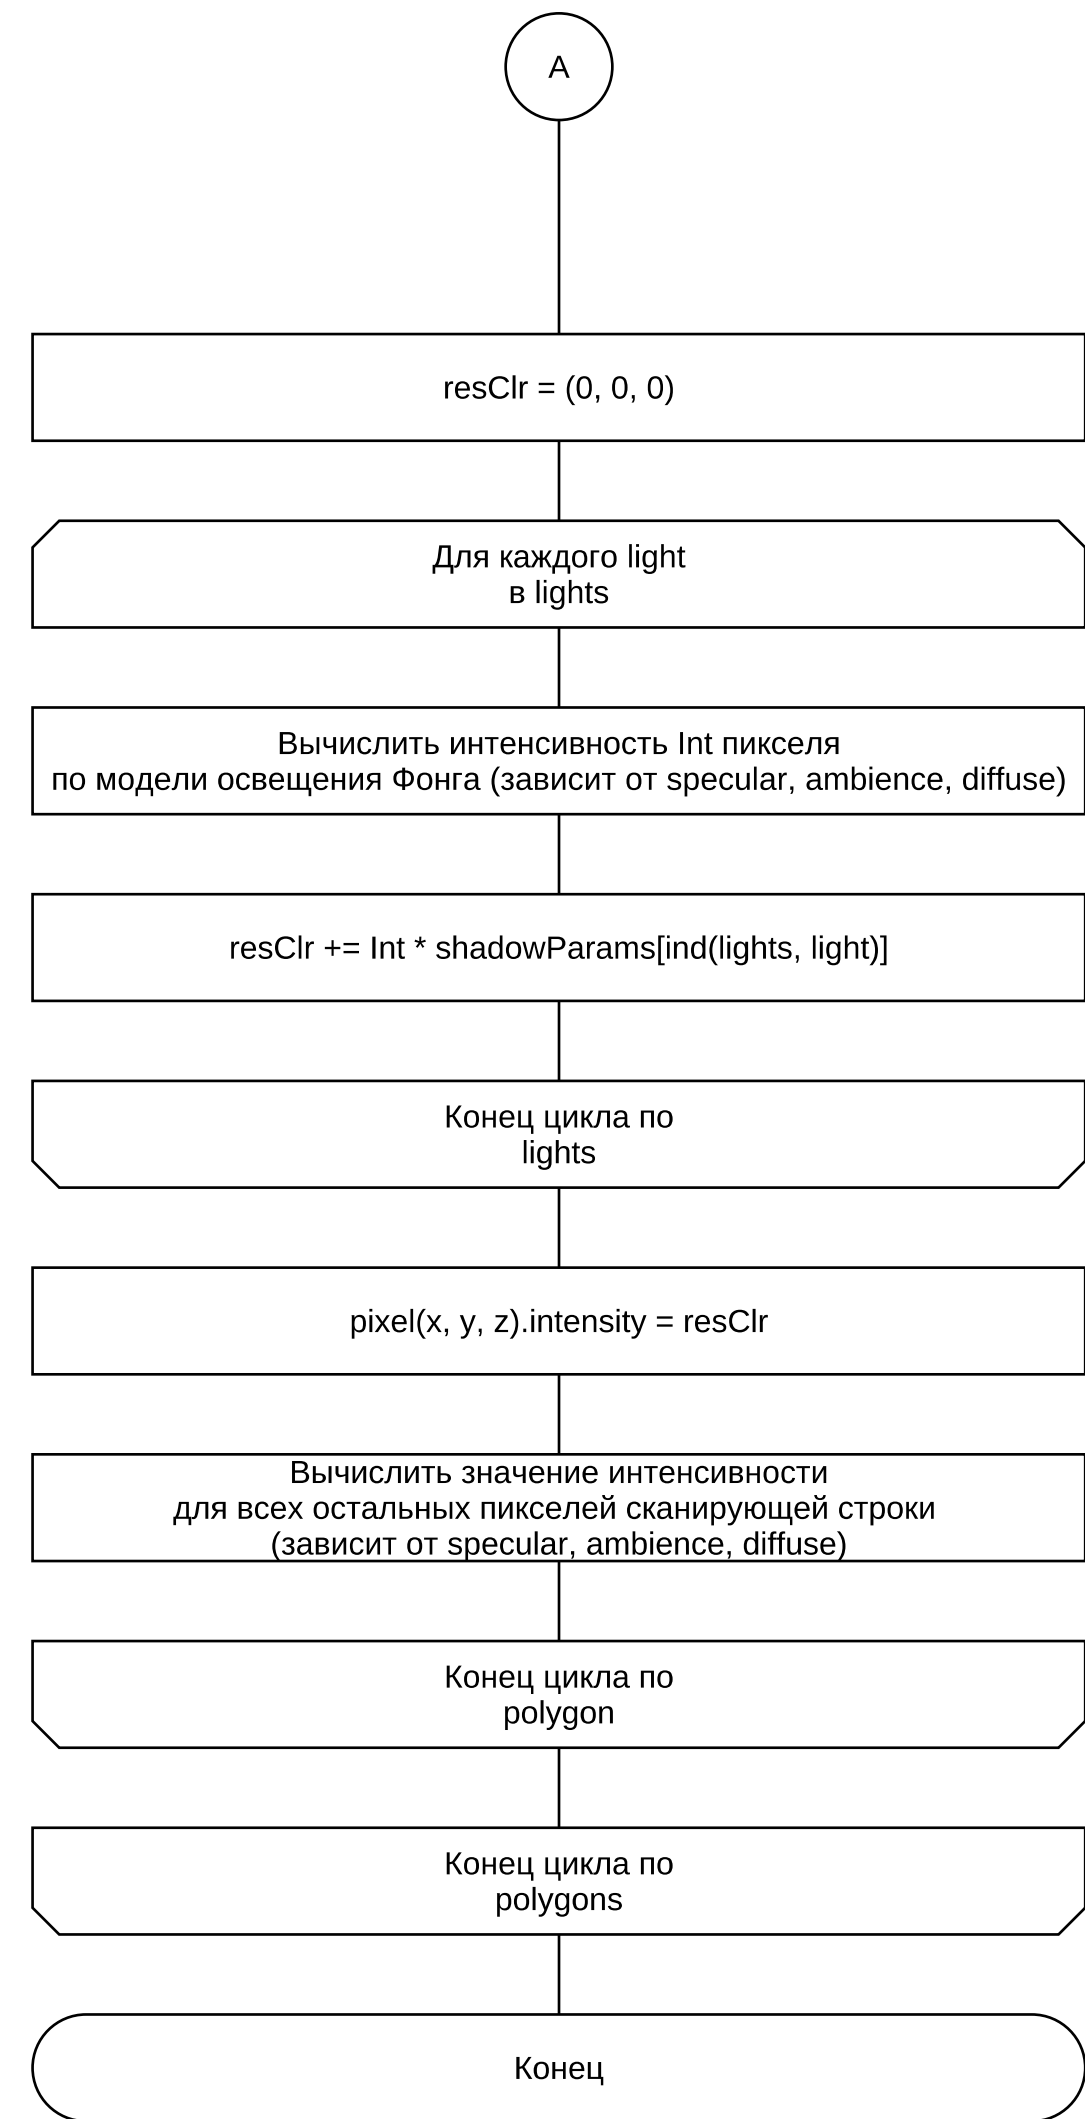 A
resClr = (0, 0, 0)
Для каждого light
в lights
Вычислить интенсивность Int пикселя
по модели освещения Фонга (зависит от specular, ambience, diffuse)
resClr += Int * shadowParams[ind(lights, light)]
Конец цикла по
lights
pixel(x, y, z).intensity = resClr
Вычислить значение интенсивности
для всех остальных пикселей сканирующей строки
(зависит от specular, ambience, diffuse)
Конец цикла по
polygon
Конец цикла по
polygons
Конец